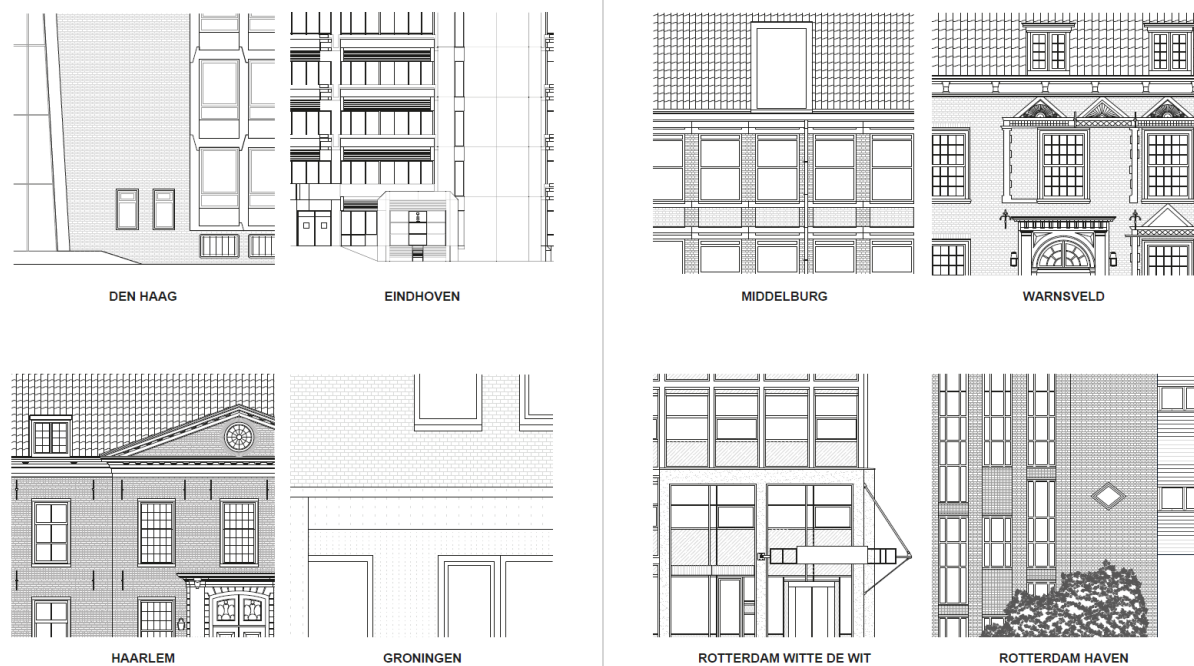 DEN HAAG
EINDHOVEN
MIDDELBURG
WARNSVELD
HAARLEM
GRONINGEN
ROTTERDAM WITTE DE WIT
ROTTERDAM HAVEN